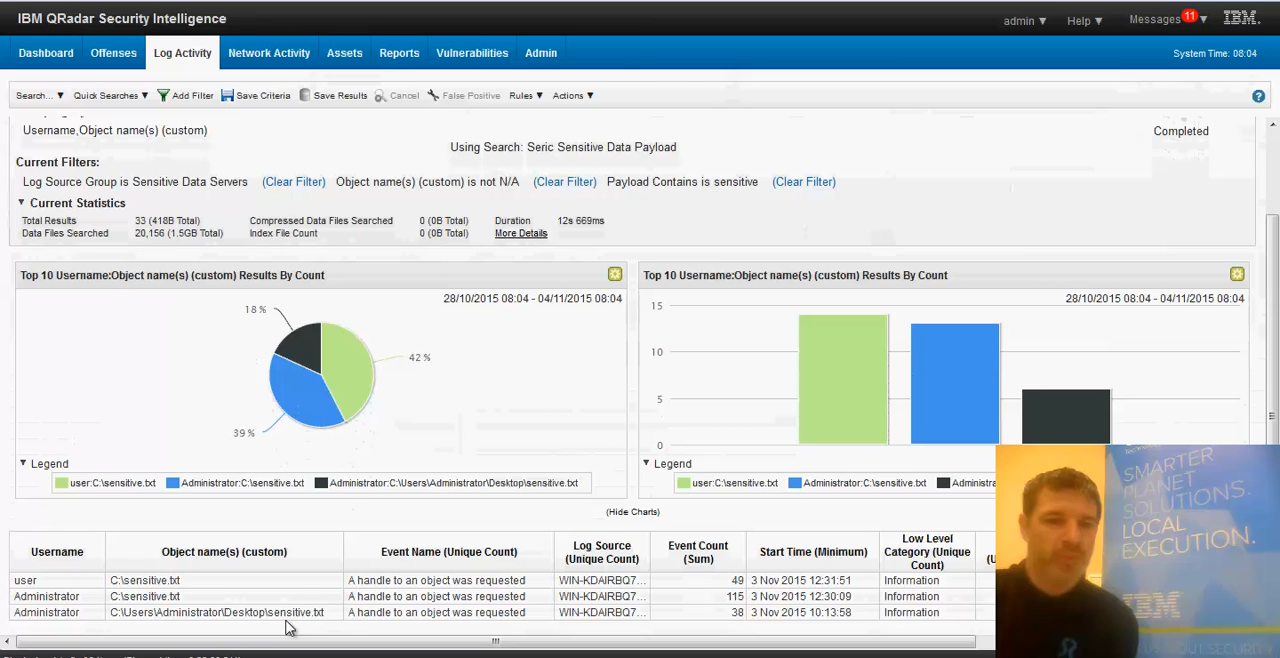 IBM QRadar Security Intelligence
admin ▼ Help ▼ Messages 11 ▼ IBM.
Dashboard Offenses Log Activity Network Activity Assets Reports Vulnerabilities Admin System Time: 08:04
Search... ▼ Quick Searches ▼ Add Filter Save Criteria Save Results Cancel False Positive Rules ▼ Actions ▼ ?
Username,Object name(s) (custom) Completed
Using Search: Seric Sensitive Data Payload
Current Filters:
Log Source Group is Sensitive Data Servers (Clear Filter) Object name(s) (custom) is not N/A (Clear Filter) Payload Contains is sensitive (Clear Filter)
▼ Current Statistics
Total Results 33 (418B Total) Compressed Data Files Searched 0 (0B Total) Duration 12s 669ms
Data Files Searched 20,156 (1.5GB Total) Index File Count 0 (0B Total) More Details
Top 10 Username:Object name(s) (custom) Results By Count
28/10/2015 08:04 - 04/11/2015 08:04
18 %
42 %
39 %
▼ Legend
user:C:\sensitive.txt Administrator:C:\sensitive.txt Administrator:C:\Users\Administrator\Desktop\sensitive.txt
Top 10 Username:Object name(s) (custom) Results By Count
28/10/2015 08:04 - 04/11/2015 08:04
15
10
5
0
▼ Legend
user:C:\sensitive.txt Administrator:C:\sensitive.txt Administra
(Hide Charts)
Username Object name(s) (custom) Event Name (Unique Count) Log Source (Unique Count) Event Count (Sum) Start Time (Minimum) Low Level Category (Unique Count) (U
user C:\sensitive.txt A handle to an object was requested WIN-KDAIRBQ7... 49 3 Nov 2015 12:31:51 Information
Administrator C:\sensitive.txt A handle to an object was requested WIN-KDAIRBQ7... 115 3 Nov 2015 12:30:09 Information
Administrator C:\Users\Administrator\Desktop\sensitive.txt A handle to an object was requested WIN-KDAIRBQ7... 38 3 Nov 2015 10:13:58 Information
SMARTER
PLANET
SOLUTIONS.
LOCAL
EXECUTION.
IBM